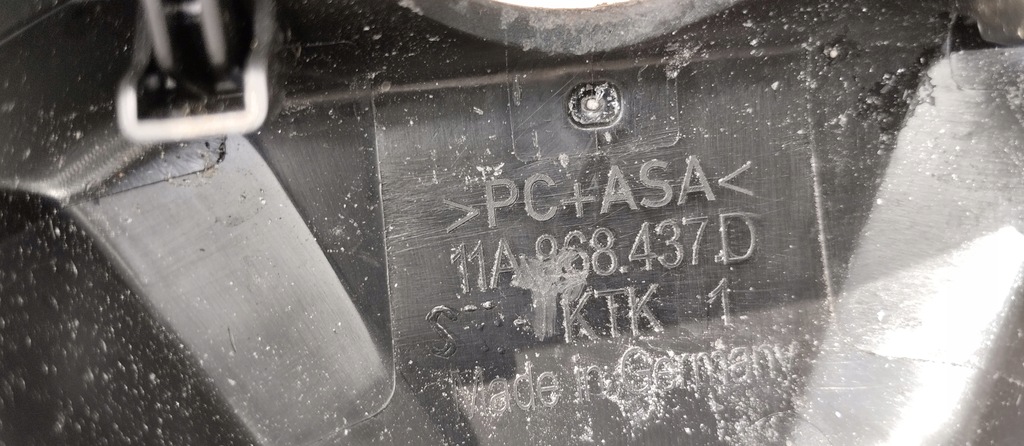 >PC+ASA<
11A.868.437.D
KTK 1
Made in Germany